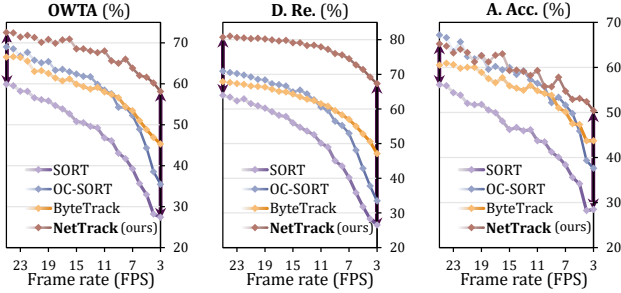 OWTA (%)
70
60
50
40
30
20
SORT
OC-SORT
ByteTrack
NetTrack (ours)
23 19 15 11 7 3
Frame rate (FPS)
D. Re. (%)
80
70
60
50
40
30
20
SORT
OC-SORT
ByteTrack
NetTrack (ours)
23 19 15 11 7 3
Frame rate (FPS)
A. Acc. (%)
70
60
50
40
30
20
SORT
OC-SORT
ByteTrack
NetTrack (ours)
23 19 15 11 7 3
Frame rate (FPS)